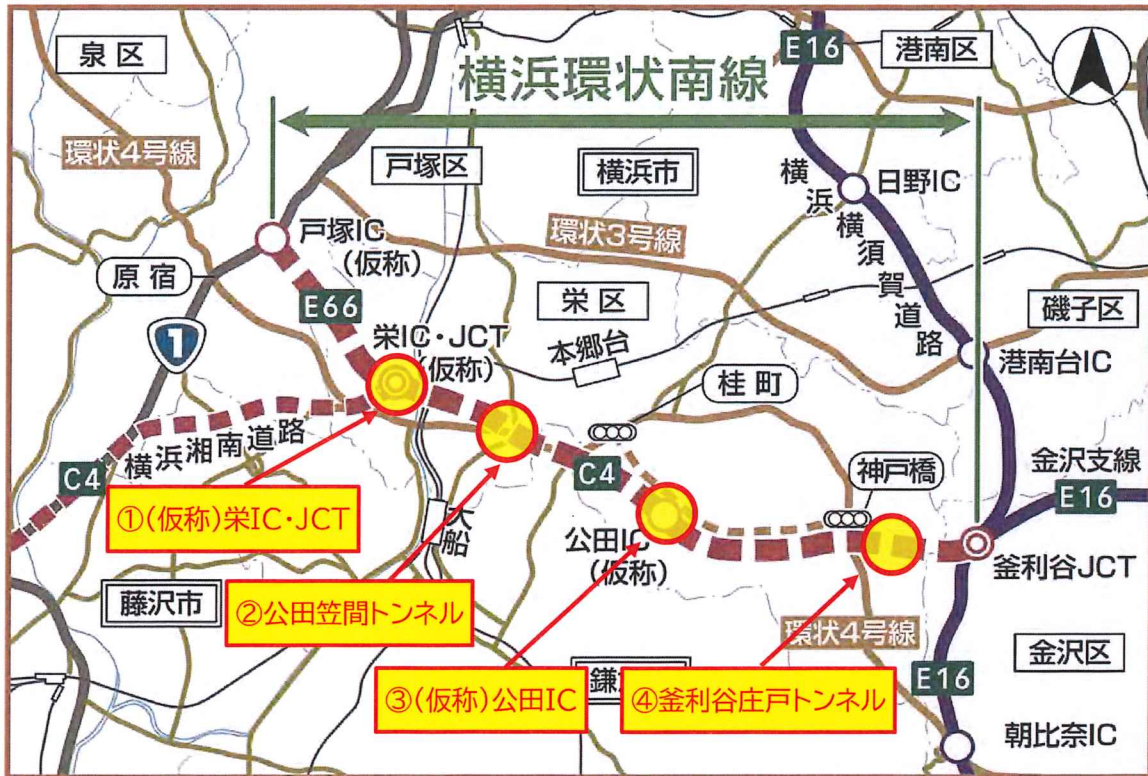 泉区
E16
港南区
横浜環状南線
環状4号線
戸塚区
横浜市
日野IC
横浜横須賀道路
戸塚IC
(仮称)
環状3号線
原宿
E66
栄区
磯子区
1
栄IC・JCT
(仮称)
本郷台
港南台IC
桂町
横浜湘南道路
C4
C4
神戸橋
金沢支線
E16
①(仮称)栄IC・JCT
大船
公田IC
(仮称)
釜利谷JCT
藤沢市
②公田笠間トンネル
環状4号線
金沢区
鎌
③(仮称)公田IC
④釜利谷庄戸トンネル
E16
朝比奈IC